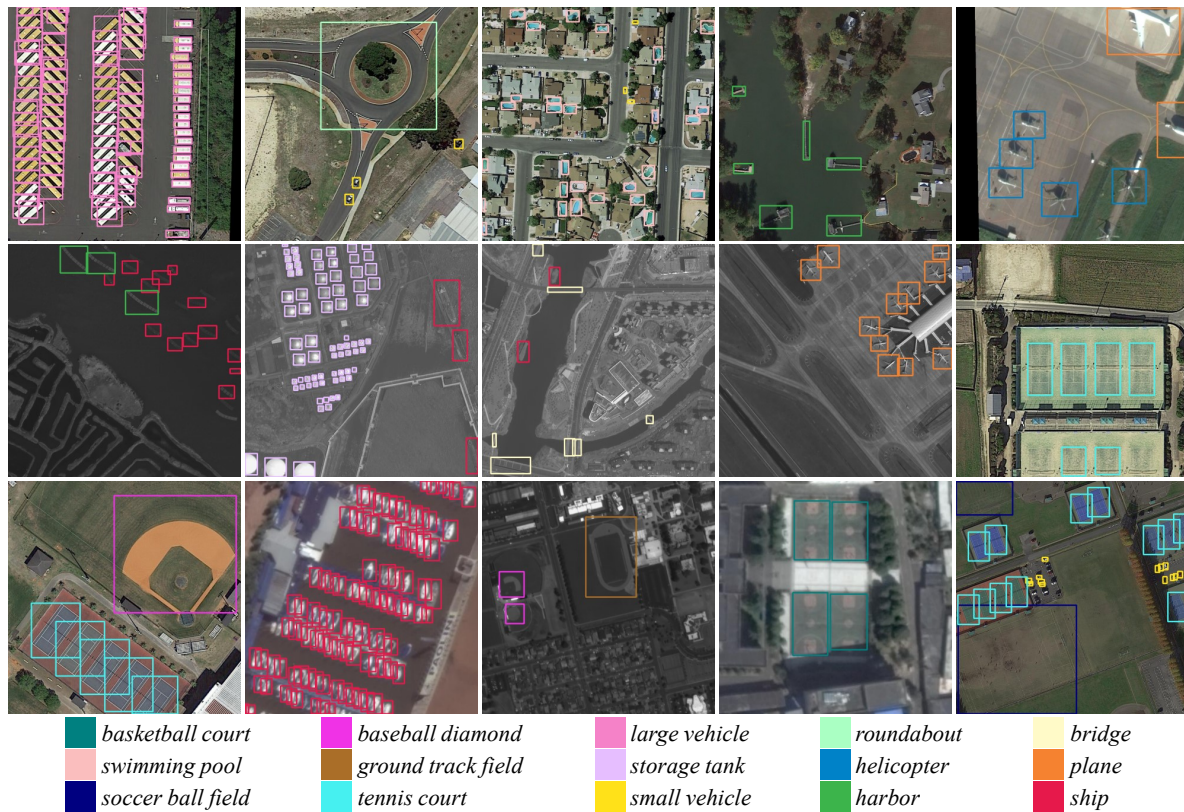 basketball court baseball diamond large vehicle roundabout bridge
swimming pool ground track field storage tank helicopter plane
soccer ball field tennis court small vehicle harbor ship